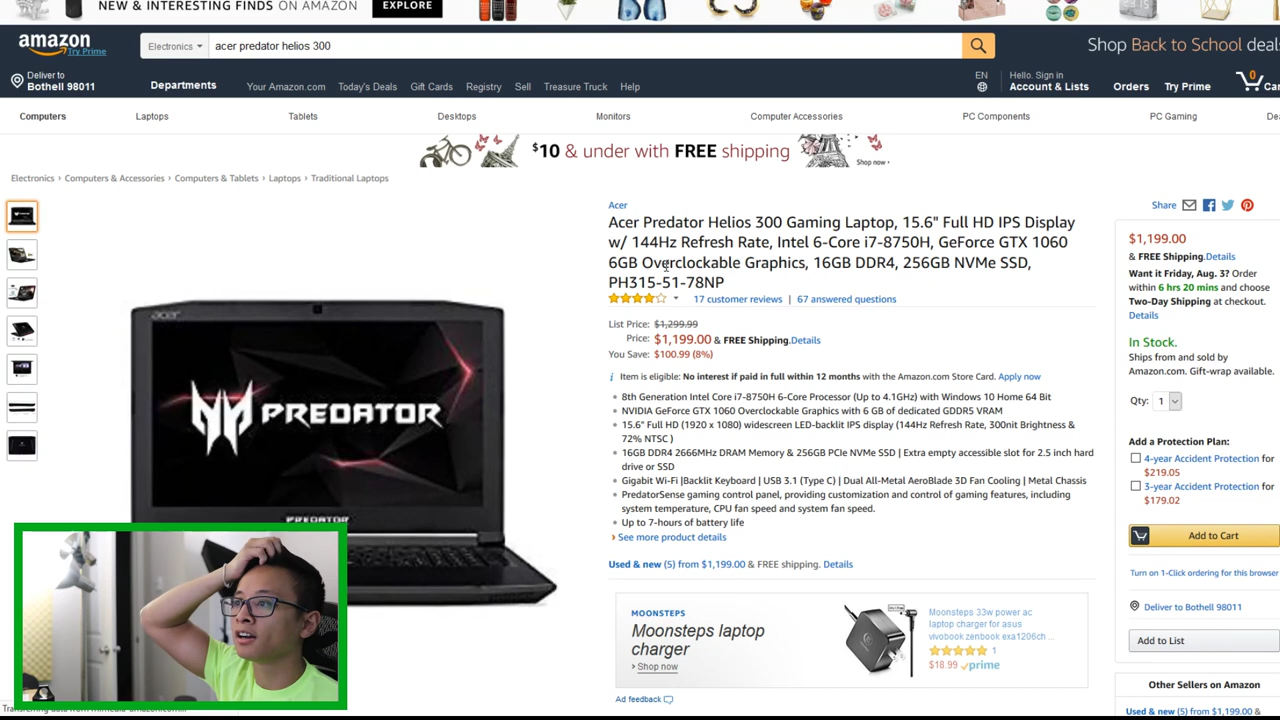 NEW & INTERESTING FINDS ON AMAZON EXPLORE
amazon
Try Prime
Electronics
acer predator helios 300
Shop Back to School deal
Deliver to
Bothell 98011
Departments
Your Amazon.com Today's Deals Gift Cards Registry Sell Treasure Truck Help
EN
Hello. Sign in
Account & Lists
Orders
Try Prime
0
Car
Computers Laptops Tablets Desktops Monitors Computer Accessories PC Components PC Gaming De
$10 & under with FREE shipping
Shop now ›
Electronics › Computers & Accessories › Computers & Tablets › Laptops › Traditional Laptops
acer
PREDATOR
PREDATOR
Acer
Acer Predator Helios 300 Gaming Laptop, 15.6" Full HD IPS Display
w/ 144Hz Refresh Rate, Intel 6-Core i7-8750H, GeForce GTX 1060
6GB Overclockable Graphics, 16GB DDR4, 256GB NVMe SSD,
PH315-51-78NP
17 customer reviews | 67 answered questions
List Price: $1,299.99
Price: $1,199.00 & FREE Shipping. Details
You Save: $100.99 (8%)
Item is eligible: No interest if paid in full within 12 months with the Amazon.com Store Card. Apply now
8th Generation Intel Core i7-8750H 6-Core Processor (Up to 4.1GHz) with Windows 10 Home 64 Bit
NVIDIA GeForce GTX 1060 Overclockable Graphics with 6 GB of dedicated GDDR5 VRAM
15.6" Full HD (1920 x 1080) widescreen LED-backlit IPS display (144Hz Refresh Rate, 300nit Brightness &
72% NTSC )
16GB DDR4 2666MHz DRAM Memory & 256GB PCIe NVMe SSD | Extra empty accessible slot for 2.5 inch hard
drive or SSD
Gigabit Wi-Fi |Backlit Keyboard | USB 3.1 (Type C) | Dual All-Metal AeroBlade 3D Fan Cooling | Metal Chassis
PredatorSense gaming control panel, providing customization and control of gaming features, including
system temperature, CPU fan speed and system fan speed.
Up to 7-hours of battery life
› See more product details
Used & new (5) from $1,199.00 & FREE shipping. Details
MOONSTEPS
Moonsteps laptop
charger
› Shop now
Moonsteps 33w power ac
laptop charger for asus
vivobook zenbook exa1206ch ...
1
$18.99 prime
Ad feedback
Share
$1,199.00
& FREE Shipping. Details
Want it Friday, Aug. 3? Order
within 6 hrs 20 mins and choose
Two-Day Shipping at checkout.
Details
In Stock.
Ships from and sold by
Amazon.com. Gift-wrap available.
Qty: 1
Add a Protection Plan:
4-year Accident Protection for
$219.05
3-year Accident Protection for
$179.02
Add to Cart
Turn on 1-Click ordering for this browser
Deliver to Bothell 98011
Add to List
Other Sellers on Amazon
Used & new (5) from $1,199.00 &